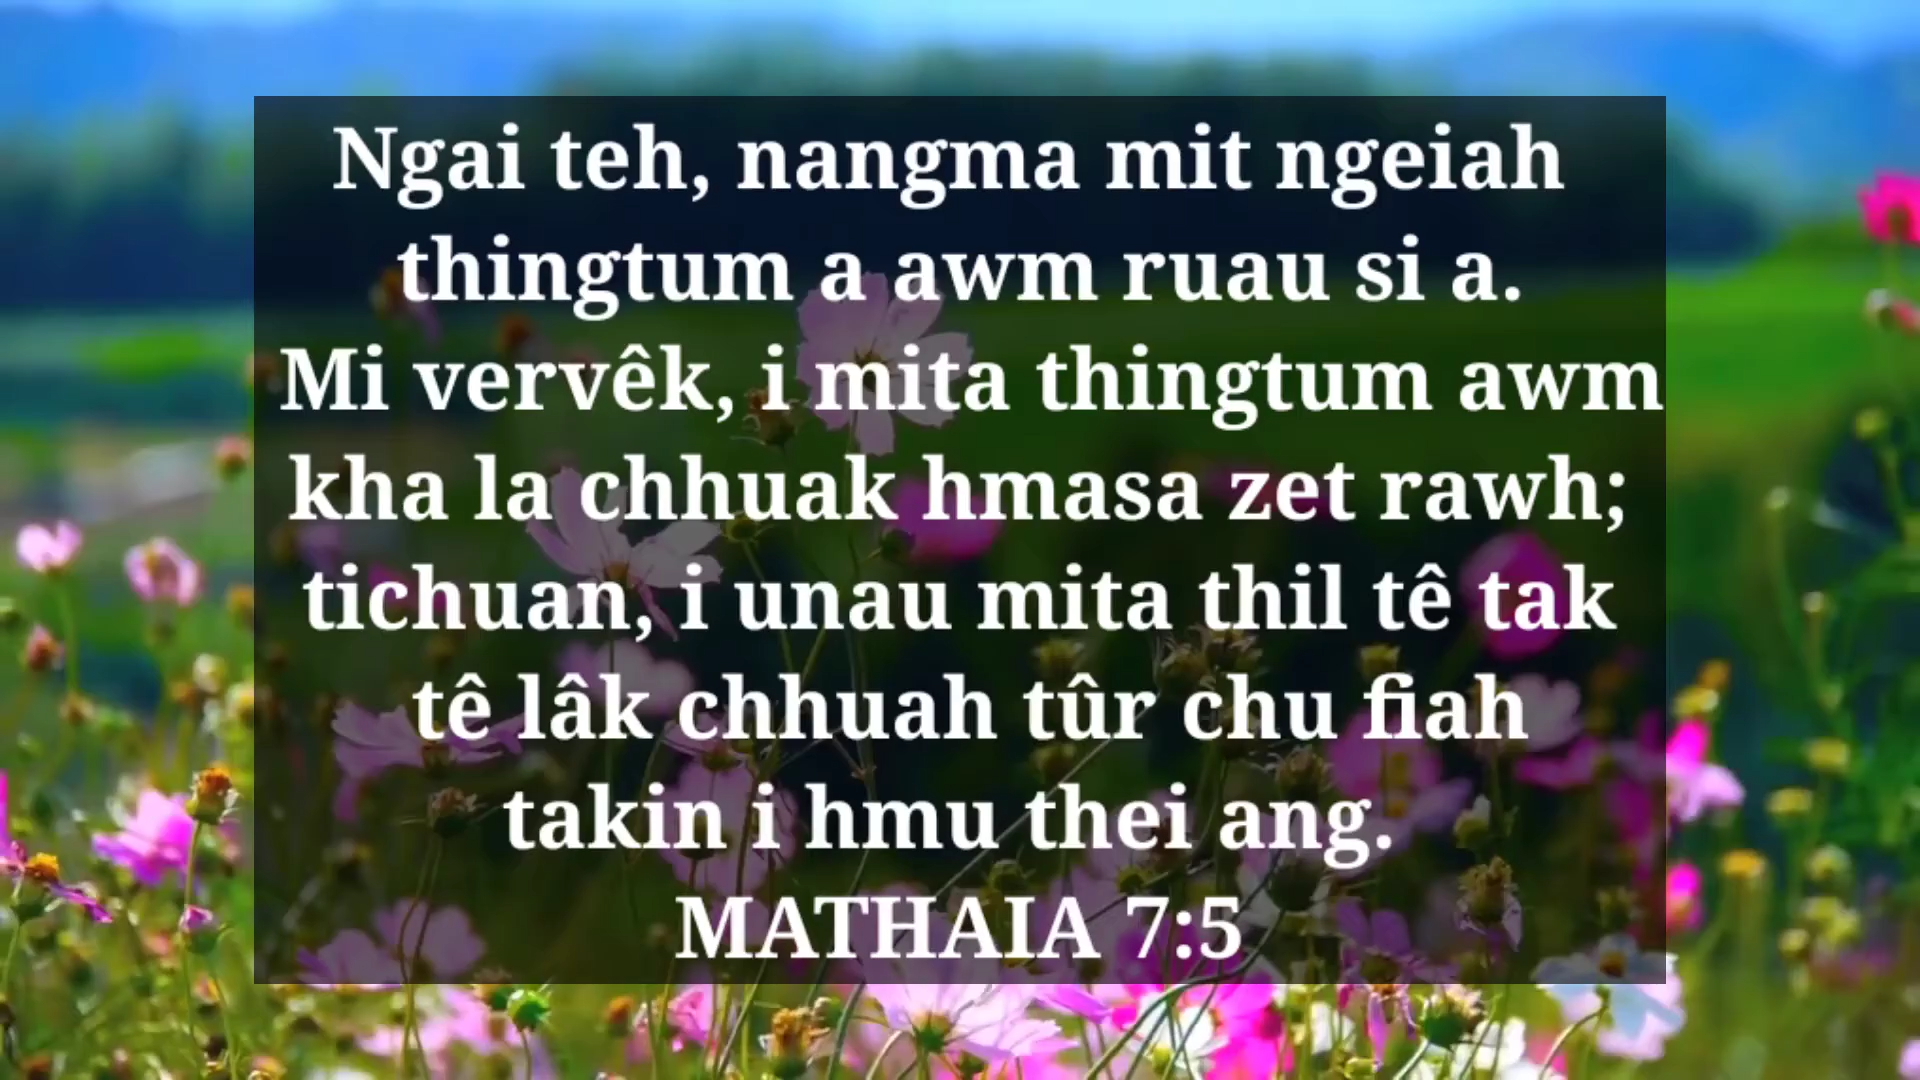 Ngai teh, nangma mit ngeiah
thingtum a awm ruau si a.
Mi vervêk, i mita thingtum awm
kha la chhuak hmasa zet rawh;
tichuan, i unau mita thil tê tak
tê lâk chhuah tûr chu fiah
takin i hmu thei ang.
MATHAIA 7:5